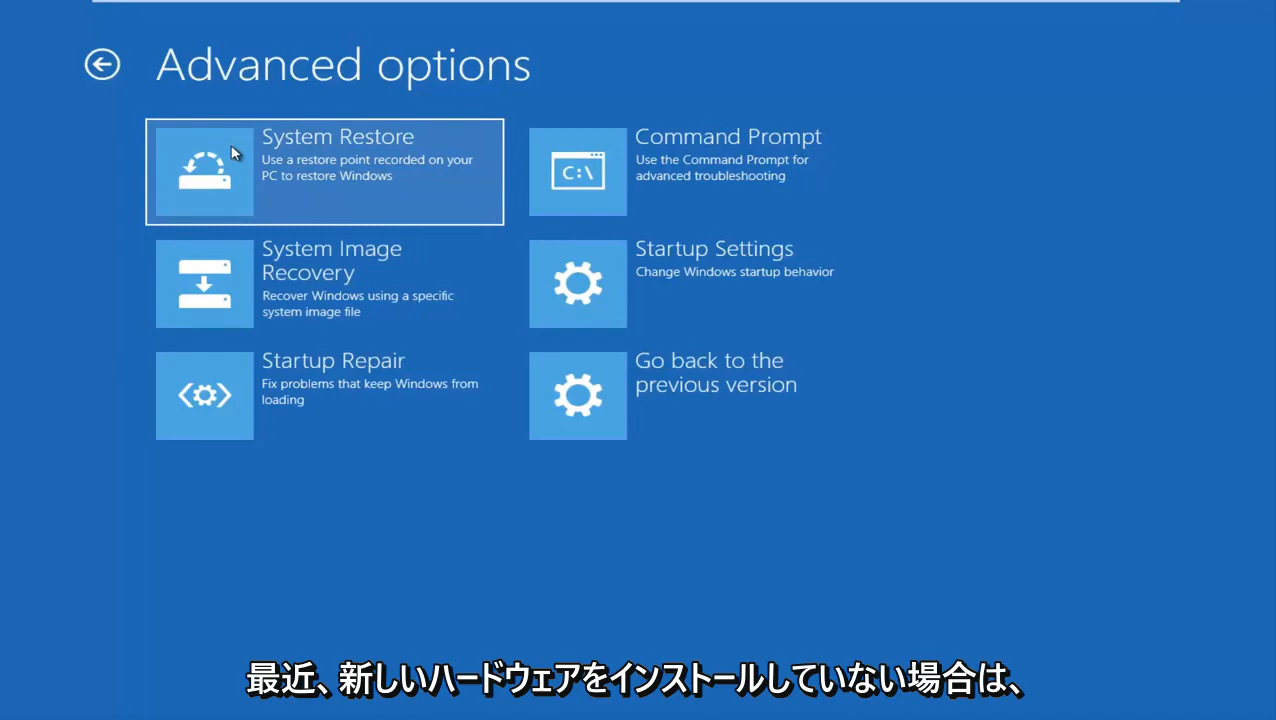 Advanced options
System Restore
Use a restore point recorded on your
PC to restore Windows
Command Prompt
Use the Command Prompt for
advanced troubleshooting
C:\
System Image
Recovery
Recover Windows using a specific
system image file
Startup Settings
Change Windows startup behavior
Startup Repair
Fix problems that keep Windows from
loading
Go back to the
previous version
最近、新しいハードウェアをインストールしていない場合は、